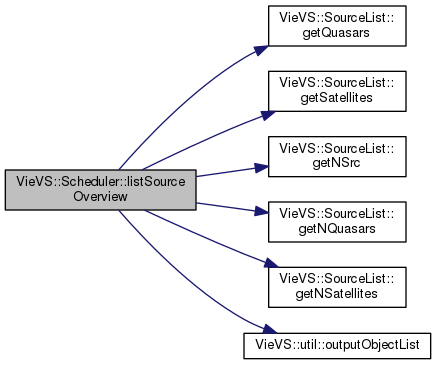 VieVS::SourceList::
getQuasars
VieVS::SourceList::
getSatellites
VieVS::SourceList::
getNSrc
VieVS::Scheduler::listSource
Overview
VieVS::SourceList::
getNQuasars
VieVS::SourceList::
getNSatellites
VieVS::util::outputObjectList